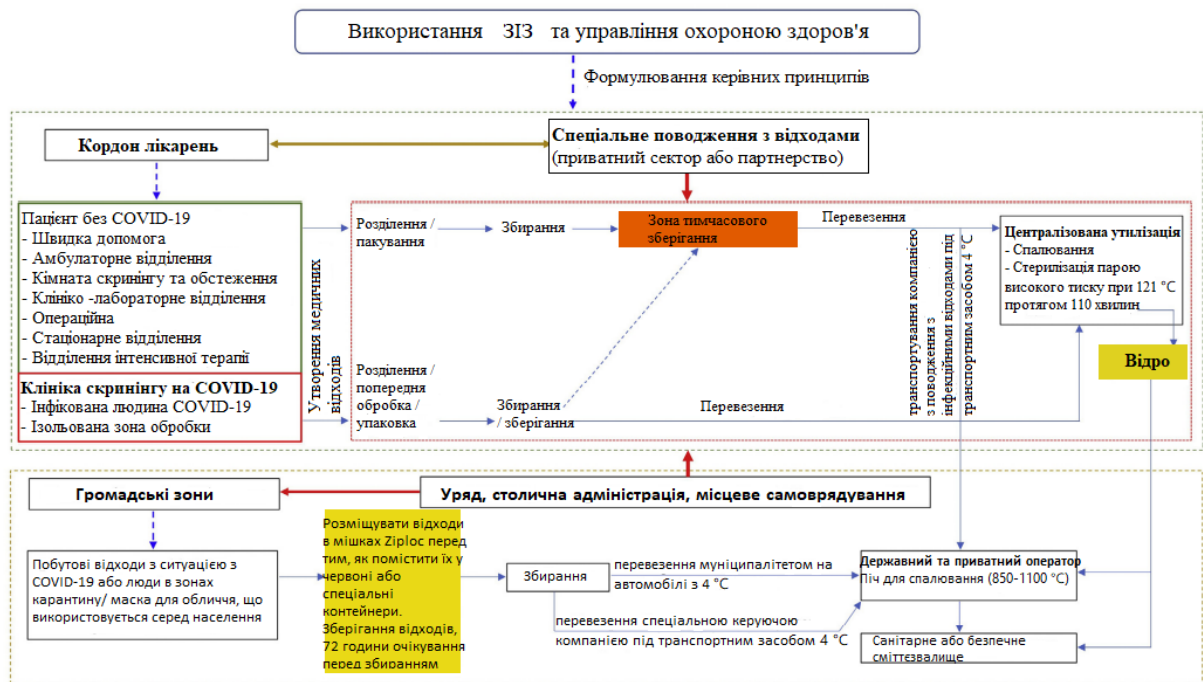 Використання ЗІЗ та управління охороною здоров'я
Формулювання керівних принципів
Кордон лікарень
Спеціальне поводження з відходами
(приватний сектор або партнерство)
Пацієнт без COVID-19
- Швидка допомога
- Амбулаторне відділення
- Кімната скринінгу та обстеження
- Клініко -лабораторне відділення
- Операційна
- Стаціонарне відділення
- Відділення інтенсивної терапії
Клініка скринінгу на COVID-19
- Інфікована людина COVID-19
- Ізольована зона обробки
Утворення медичних
відходів
Розділення /
пакування
Збирання
Зона тимчасового
зберігання
Перевезення
Розділення /
попередня
обробка /
упаковка
Збирання
/ зберігання
Перевезення
транспортування компанією
з поводження з
інфекційними відходами під
транспортним засобом 4 °C
Централізована утилізація
- Спалювання
- Стерилізація парою
високого тиску при 121 °C
протягом 110 хвилин
Відро
Громадські зони
Уряд, столична адміністрація, місцеве самоврядування
Побутові відходи з ситуацією з
COVID-19 або люди в зонах
карантину/ маска для обличчя, що
використовується серед населення
Розміщувати відходи
в мішках Ziploc перед
тим, як помістити їх у
червоні або
спеціальні
контейнери.
Зберігання відходів,
72 години очікування
перед збиранням
Збирання
перевезення муніципалітетом на
автомобілі з 4 °C
перевезення спеціальною керуючою
компанією під транспортним засобом 4 °C
Державний та приватний оператор
Піч для спалювання (850-1100 °C)
Санітарне або безпечне
сміттєзвалище